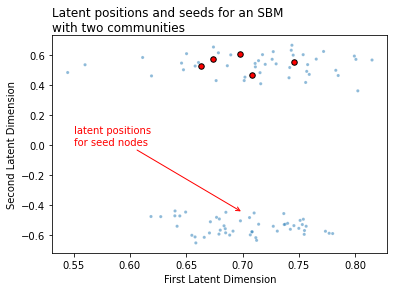 Latent positions and seeds for an SBM
with two communities
Second Latent Dimension
0.6
0.4
0.2
0.0
−0.2
−0.4
−0.6
latent positions
for seed nodes
0.55
0.60
0.65
0.70
0.75
0.80
First Latent Dimension